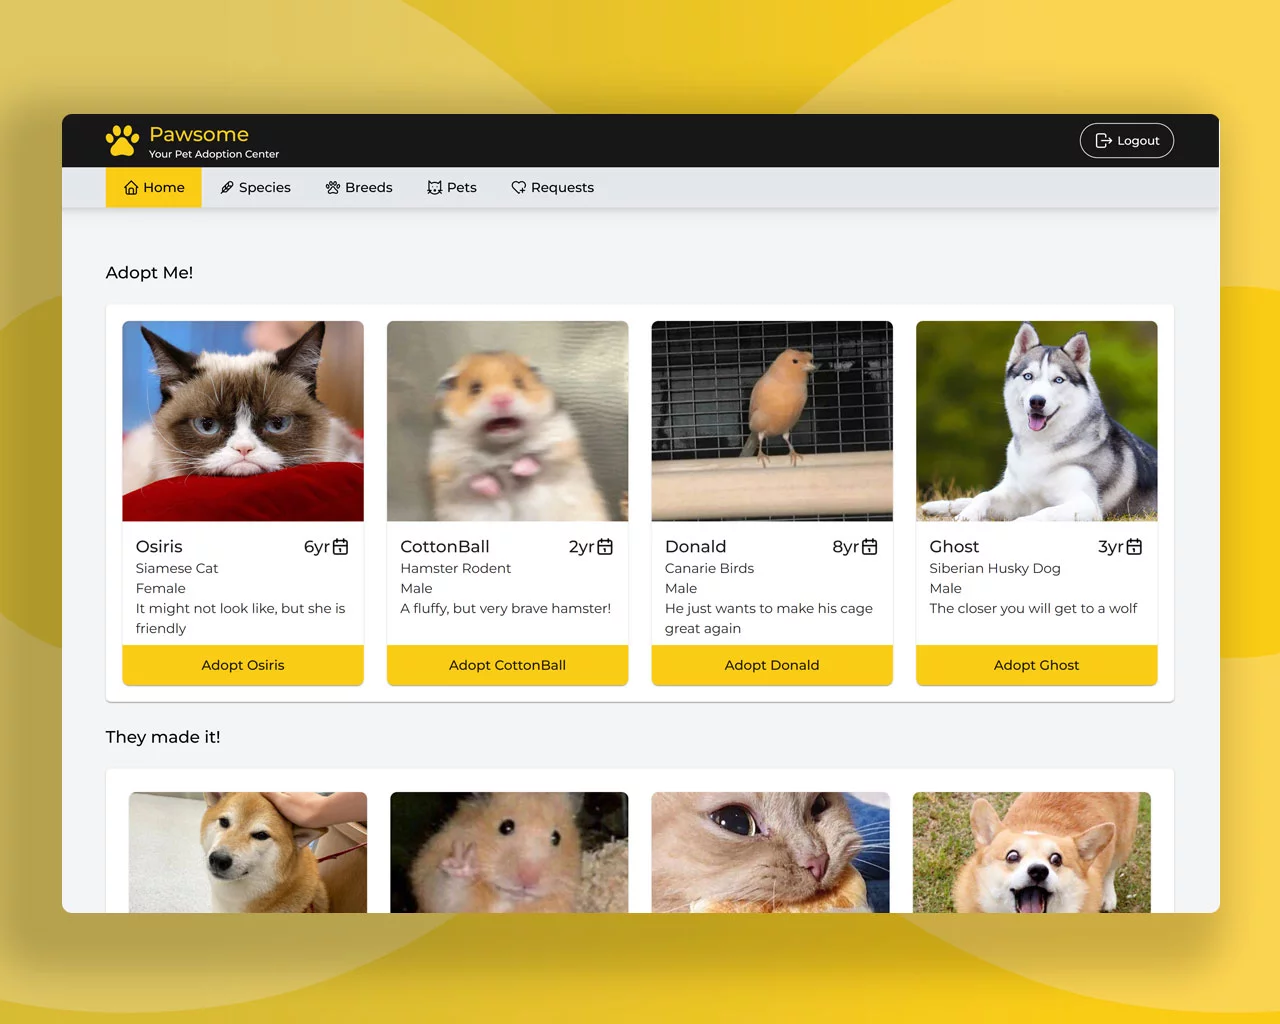 Pawsome
Your Pet Adoption Center
Logout
Home
Species
Breeds
Pets
Requests
Adopt Me!
Osiris 6yr
Siamese Cat
Female
It might not look like, but she is
friendly
Adopt Osiris
CottonBall 2yr
Hamster Rodent
Male
A fluffy, but very brave hamster!
Adopt CottonBall
Donald 8yr
Canarie Birds
Male
He just wants to make his cage
great again
Adopt Donald
Ghost 3yr
Siberian Husky Dog
Male
The closer you will get to a wolf
Adopt Ghost
They made it!